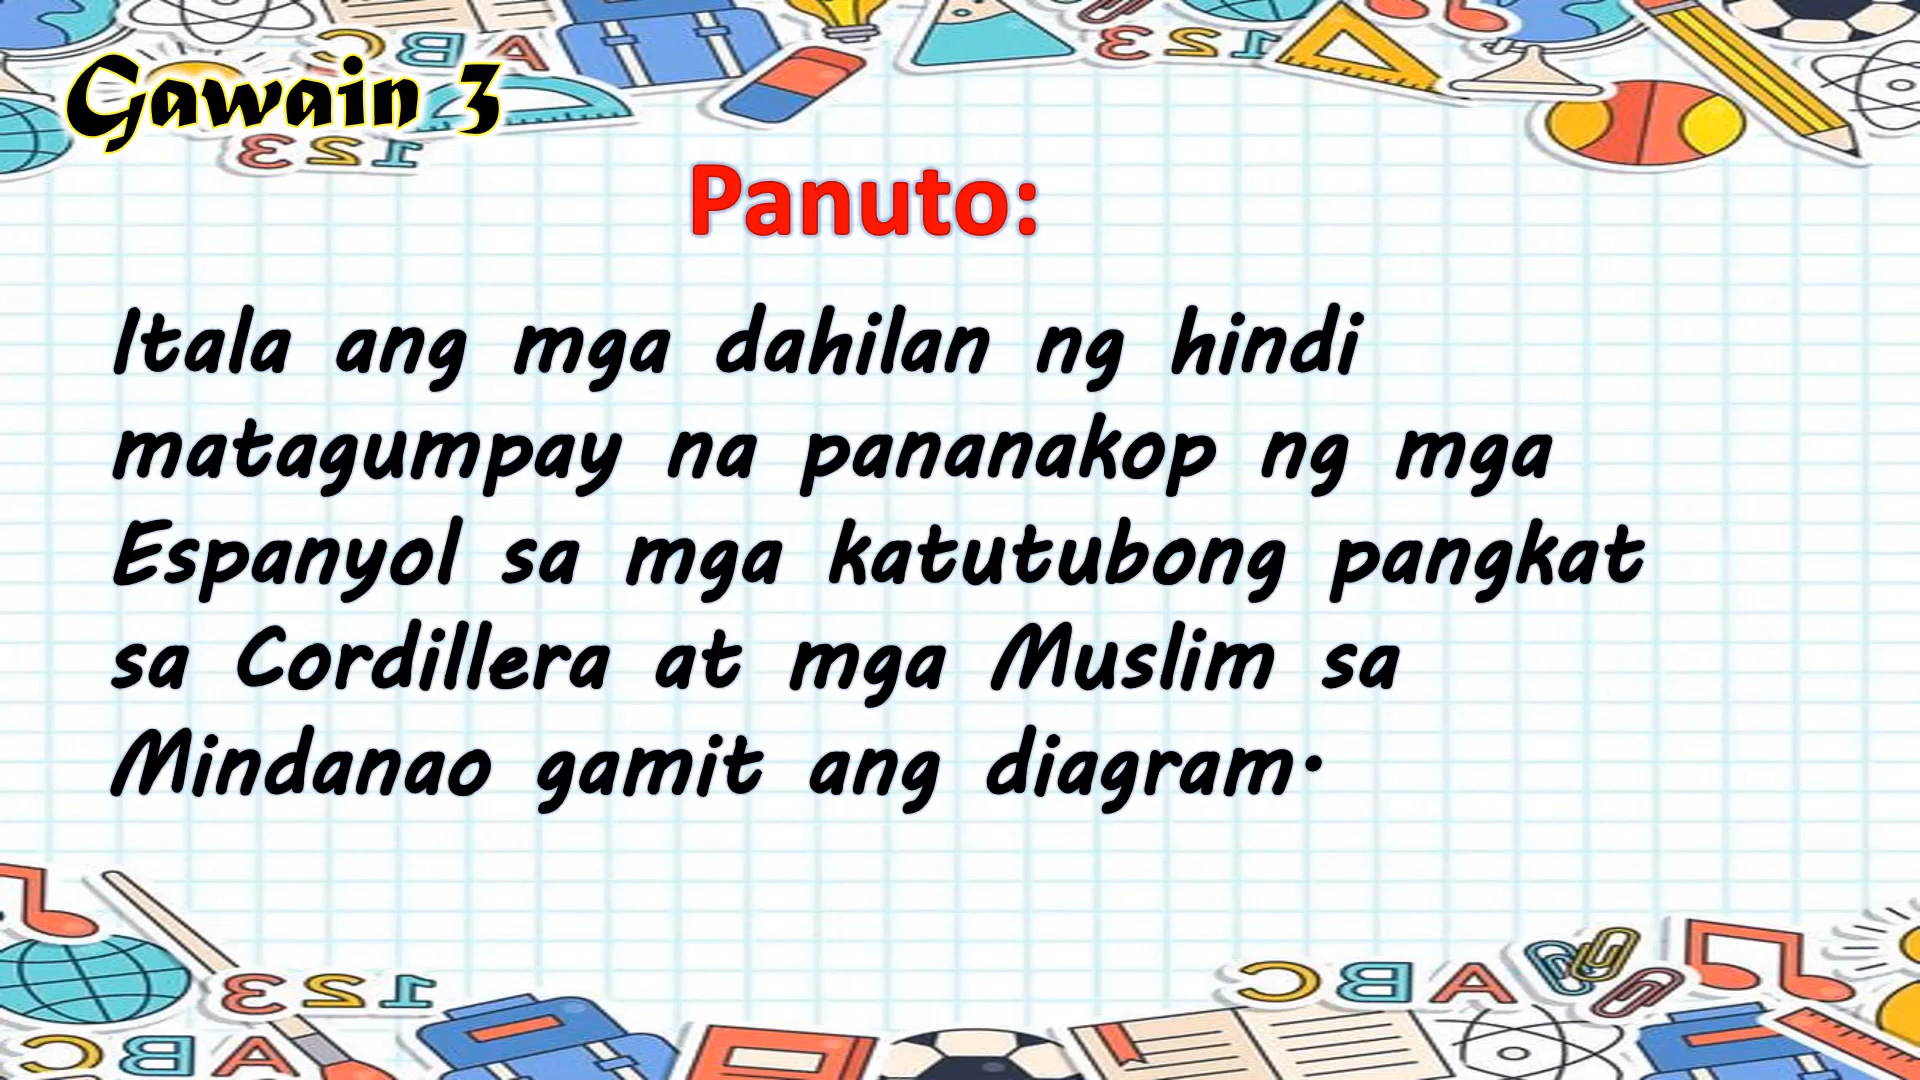 Gawain 3
Panuto:
Itala ang mga dahilan ng hindi
matagumpay na pananakop ng mga
Espanyol sa mga katutubong pangkat
sa Cordillera at mga Muslim sa
Mindanao gamit ang diagram.